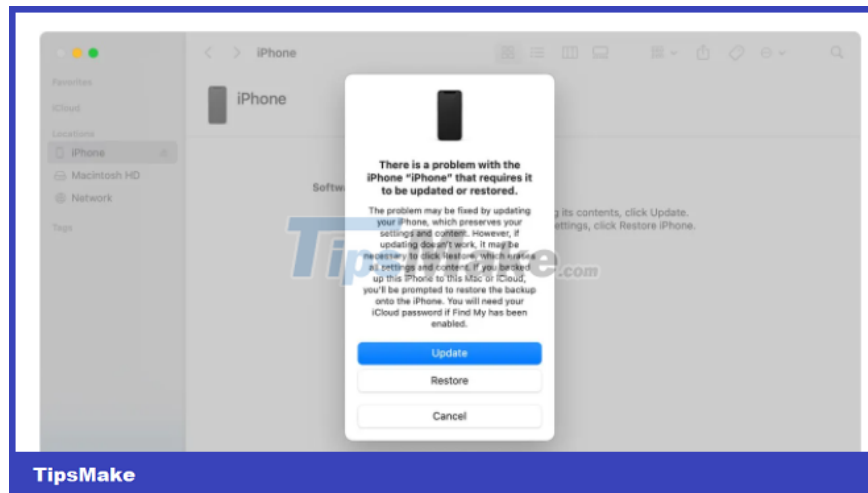 iPhone
Favorites
iCloud
Locations
iPhone
Macintosh HD
Network
Tags
iPhone
Softw
g its contents, click Update.
ettings, click Restore iPhone.
There is a problem with the
iPhone “iPhone” that requires it
to be updated or restored.
The problem may be fixed by updating
your iPhone, which preserves your
settings and content. However, if
updating doesn't work, it may be
necessary to click Restore, which erases
all settings and content. If you backed
up this iPhone to this Mac or iCloud,
you'll be prompted to restore the backup
onto the iPhone. You will need your
iCloud password if Find My has been
enabled.
Update
Restore
Cancel
TipsMake.com
TipsMake